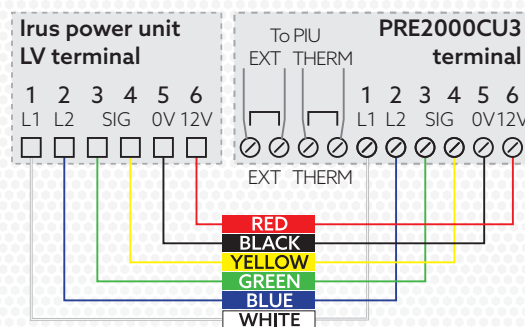 Irus power unit
LV terminal
1 2 3 4 5 6
L1 L2 SIG 0V 12V
To PIU
EXT THERM
PRE2000CU3
terminal
1 2 3 4 5 6
L1 L2 SIG 0V 12V
EXT THERM
RED
BLACK
YELLOW
GREEN
BLUE
WHITE